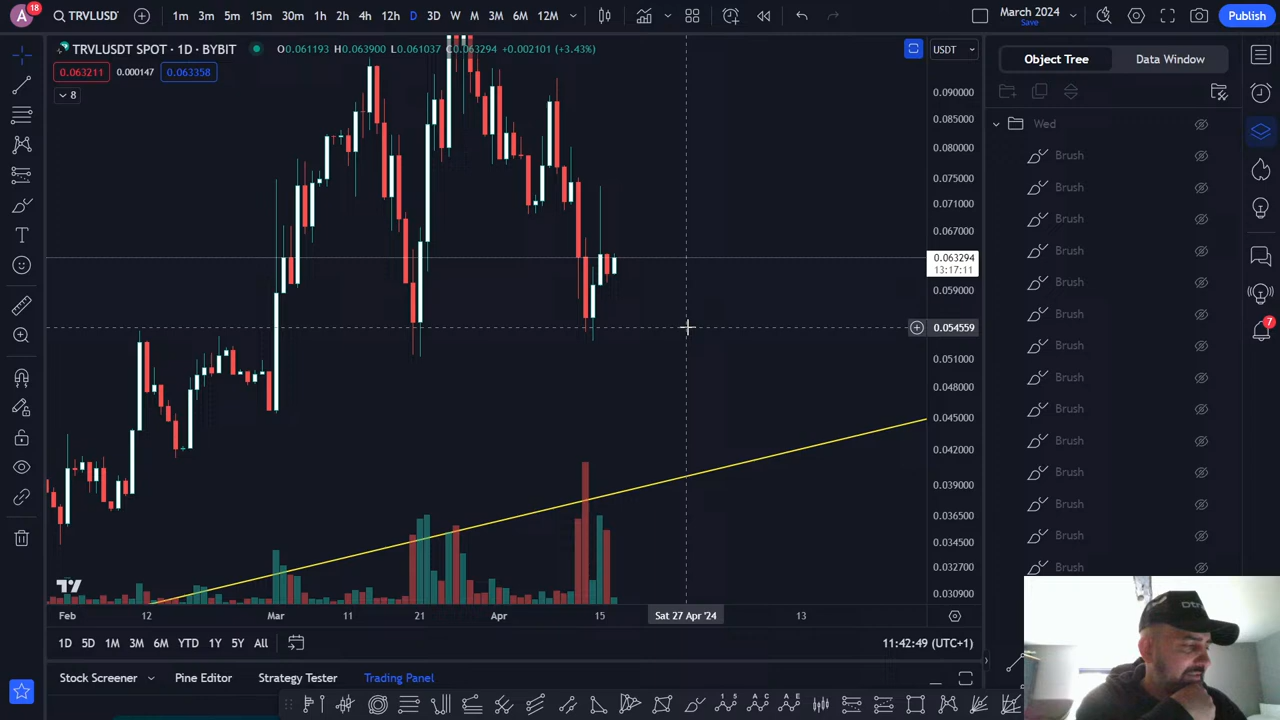 A 18 TRVLUSD 1m 3m 5m 15m 30m 1h 2h 4h 12h D 3D W M 3M 6M 12M March 2024 Save Publish
TRVLUSDT SPOT · 1D · BYBIT O0.061193 H0.063900 L0.061037 C0.063294 +0.002101 (+3.43%) USDT
0.063211 0.000147 0.063358
8
0.090000
0.085000
0.080000
0.075000
0.071000
0.067000
0.063294
13:17:11
0.059000
0.054559
0.051000
0.048000
0.045000
0.042000
0.039000
0.036500
0.034500
0.032700
0.030900
Feb 12 Mar 11 21 Apr 15 Sat 27 Apr '24 13
1D 5D 1M 3M 6M YTD 1Y 5Y All 11:42:49 (UTC+1)
Stock Screener Pine Editor Strategy Tester Trading Panel
Object Tree Data Window
Wed
Brush
Brush
Brush
Brush
Brush
Brush
Brush
Brush
Brush
Brush
Brush
Brush
Brush
Brush
7